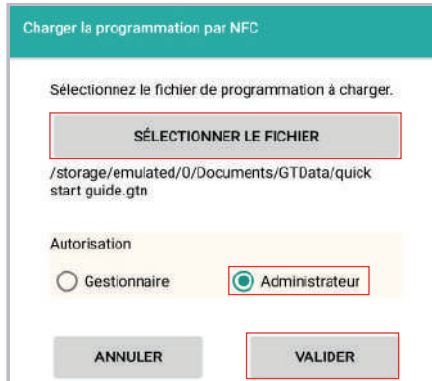 Charger la programmation par NFC
Sélectionnez le fichier de programmation à charger.
SÉLECTIONNER LE FICHIER
/storage/emulated/0/Documents/GTData/quick
start guide.gtn
Autorisation
Gestionnaire Administrateur
ANNULER VALIDER